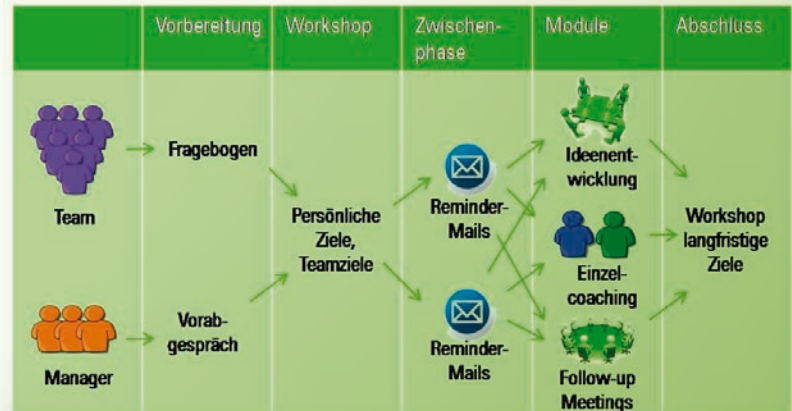 Vorbereitung
Workshop
Zwischen-
phase
Module
Abschluss
Team
Fragebogen
Persönliche
Ziele,
Teamziele
Reminder-
Mails
Ideenent-
wicklung
Einzel-
coaching
Workshop
langfristige
Ziele
Manager
Vorab-
gespräch
Reminder-
Mails
Follow-up
Meetings